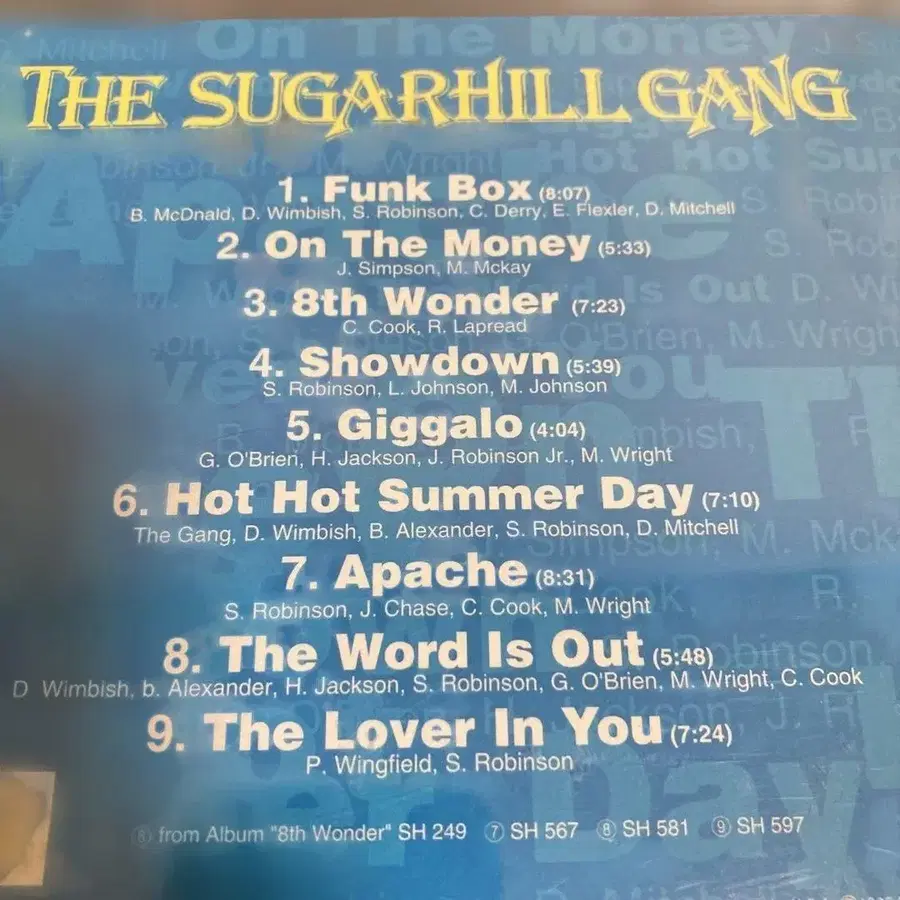 THE SUGARHILL GANG
1. Funk Box (8:07)
B. McDnald, D. Wimbish, S. Robinson, C. Derry, E. Flexler, D. Mitchell
2. On The Money (5:33)
J. Simpson, M. Mckay
3. 8th Wonder (7:23)
C. Cook, R. Lapread
4. Showdown (5:39)
S. Robinson, L. Johnson, M. Johnson
5. Giggalo (4:04)
G. O'Brien, H. Jackson, J. Robinson Jr., M. Wright
6. Hot Hot Summer Day (7:10)
The Gang, D. Wimbish, B. Alexander, S. Robinson, D. Mitchell
7. Apache (8:31)
S. Robinson, J. Chase, C. Cook, M. Wright
8. The Word Is Out (5:48)
D Wimbish, b. Alexander, H. Jackson, S. Robinson, G. O'Brien, M. Wright, C. Cook
9. The Lover In You (7:24)
P. Wingfield, S. Robinson
⑥ from Album "8th Wonder" SH 249 ⑦ SH 567 ⑧ SH 581 ⑨ SH 597